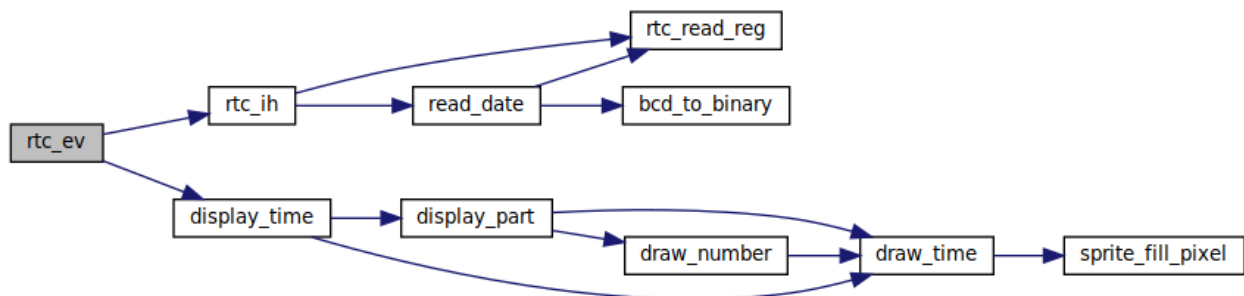 rtc_read_reg
rtc_ih
read_date
bcd_to_binary
rtc_ev
display_time
display_part
draw_number
draw_time
sprite_fill_pixel